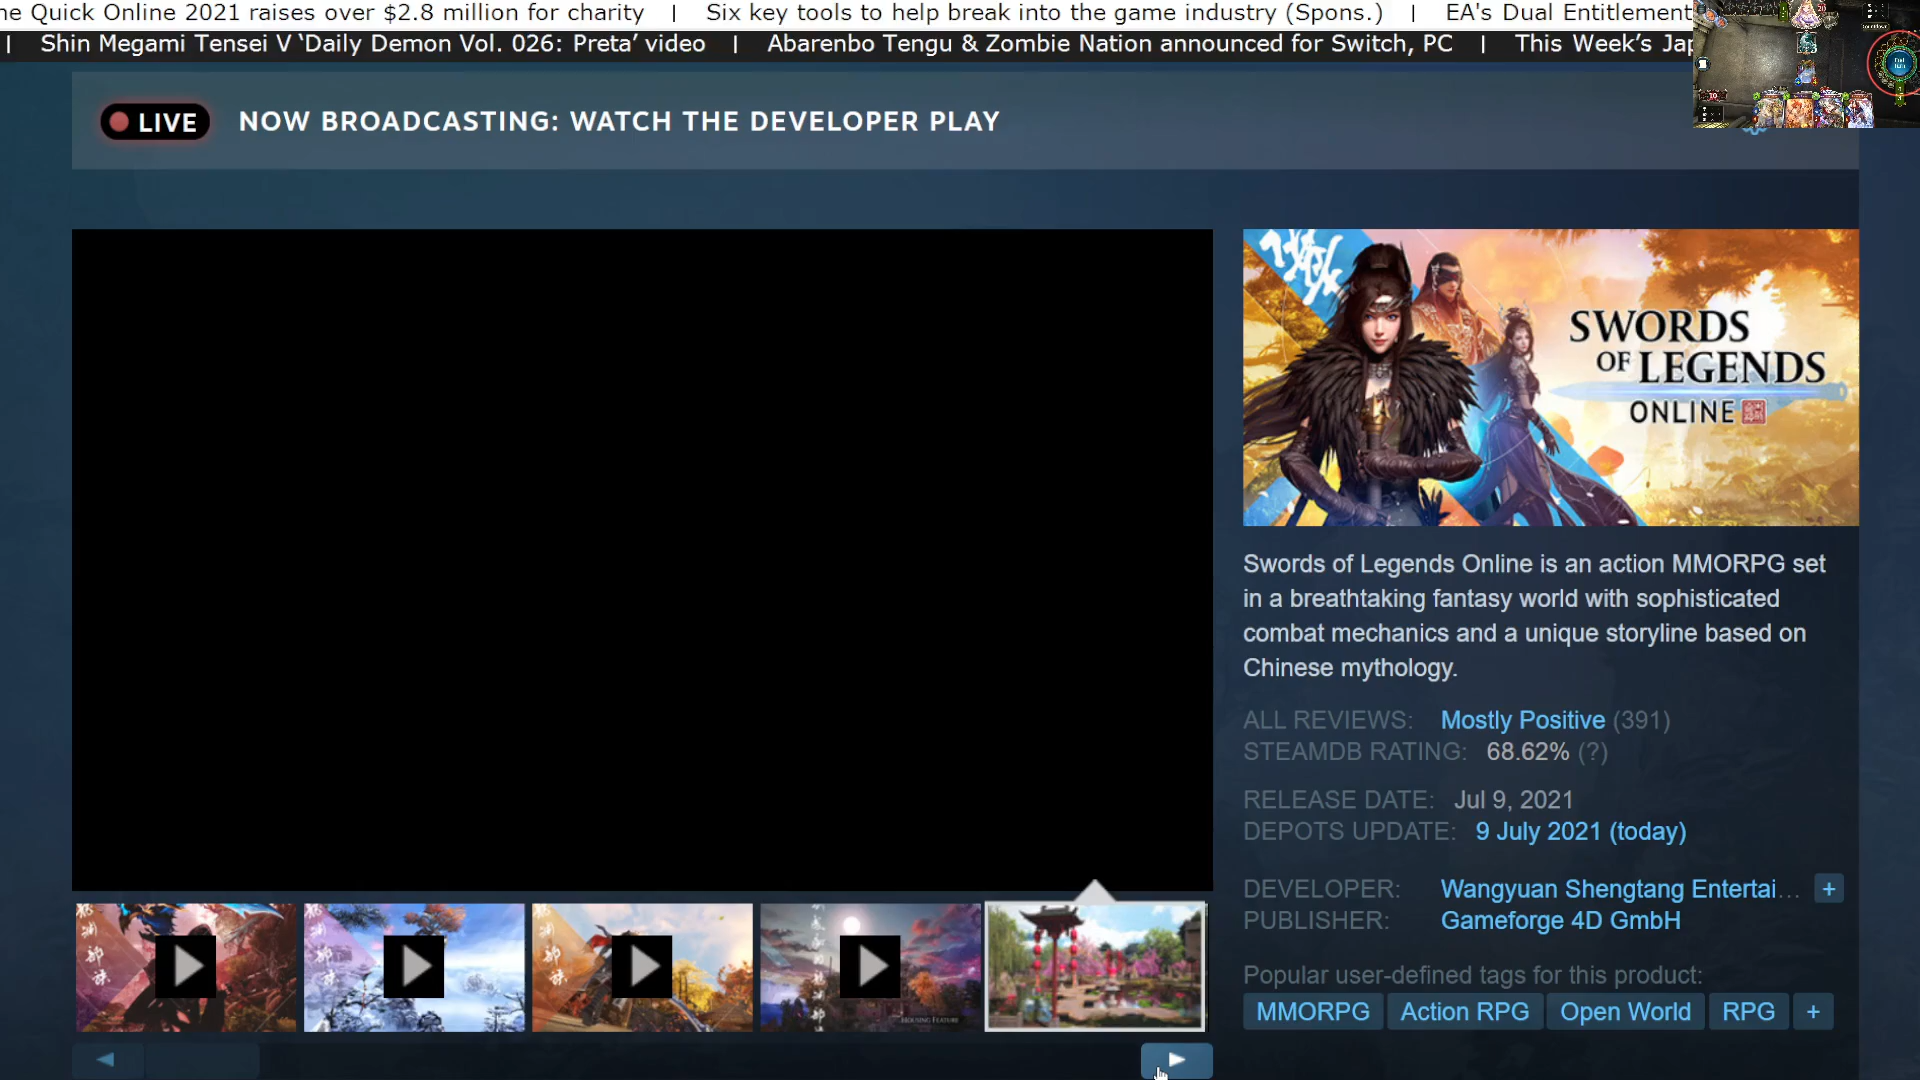 ne Quick Online 2021 raises over $2.8 million for charity | Six key tools to help break into the game industry (Spons.) | EA's Dual Entitlement
| Shin Megami Tensei V ‘Daily Demon Vol. 026: Preta’ video | Abarenbo Tengu & Zombie Nation announced for Switch, PC | This Week’s Jap
LIVE NOW BROADCASTING: WATCH THE DEVELOPER PLAY
SWORDS
OF LEGENDS
ONLINE
Swords of Legends Online is an action MMORPG set
in a breathtaking fantasy world with sophisticated
combat mechanics and a unique storyline based on
Chinese mythology.
ALL REVIEWS: Mostly Positive (391)
STEAMDB RATING: 68.62% (?)
RELEASE DATE: Jul 9, 2021
DEPOTS UPDATE: 9 July 2021 (today)
DEVELOPER: Wangyuan Shengtang Entertai... +
PUBLISHER: Gameforge 4D GmbH
Popular user-defined tags for this product:
MMORPG Action RPG Open World RPG +
HOUSING FEATURE